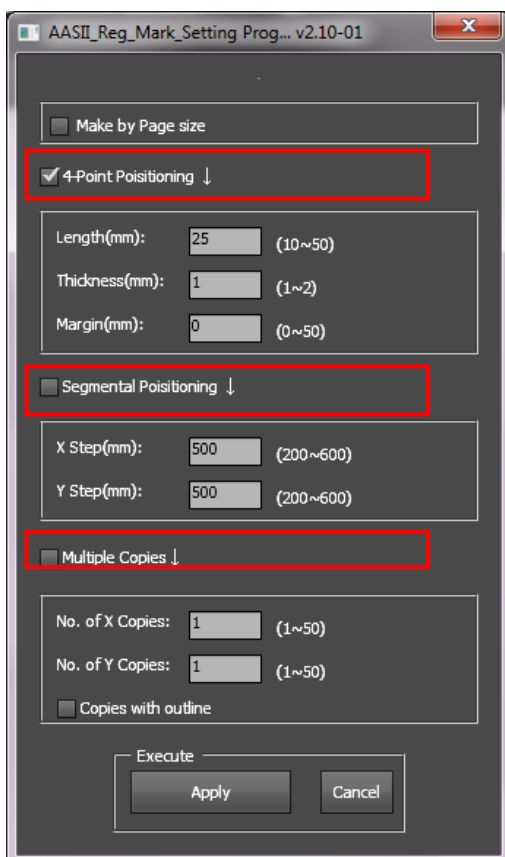 AASII_Reg_Mark_Setting Prog... v2.10-01
Make by Page size
4-Point Poisitioning ↓
Length(mm): 25 (10~50)
Thickness(mm): 1 (1~2)
Margin(mm): 0 (0~50)
Segmental Poisitioning ↓
X Step(mm): 500 (200~600)
Y Step(mm): 500 (200~600)
Multiple Copies ↓
No. of X Copies: 1 (1~50)
No. of Y Copies: 1 (1~50)
Copies with outline
Execute
Apply Cancel